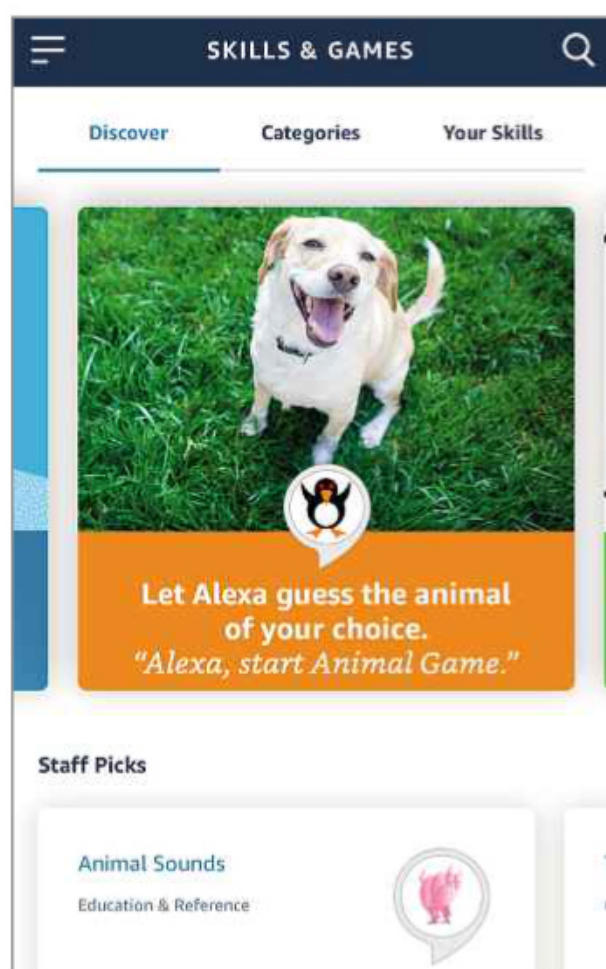 SKILLS & GAMES
Discover Categories Your Skills
Let Alexa guess the animal
of your choice.
"Alexa, start Animal Game."
Staff Picks
Animal Sounds
Education & Reference